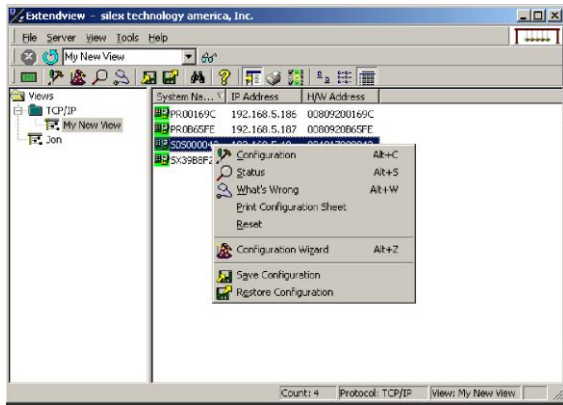 Extendview - silex technology america, Inc.
File Server View Tools Help
My New View
Views
TCP/IP
My New View
Jon
System Na... IP Address H/W Address
PR00169C 192.168.5.186 00809200169C
PR0B65FE 192.168.5.187 0080920B65FE
SDS000042
SX39B8F2
Configuration Alt+C
Status Alt+S
What's Wrong Alt+W
Print Configuration Sheet
Reset
Configuration Wizard Alt+Z
Save Configuration
Restore Configuration
Count: 4 Protocol: TCP/IP View: My New View